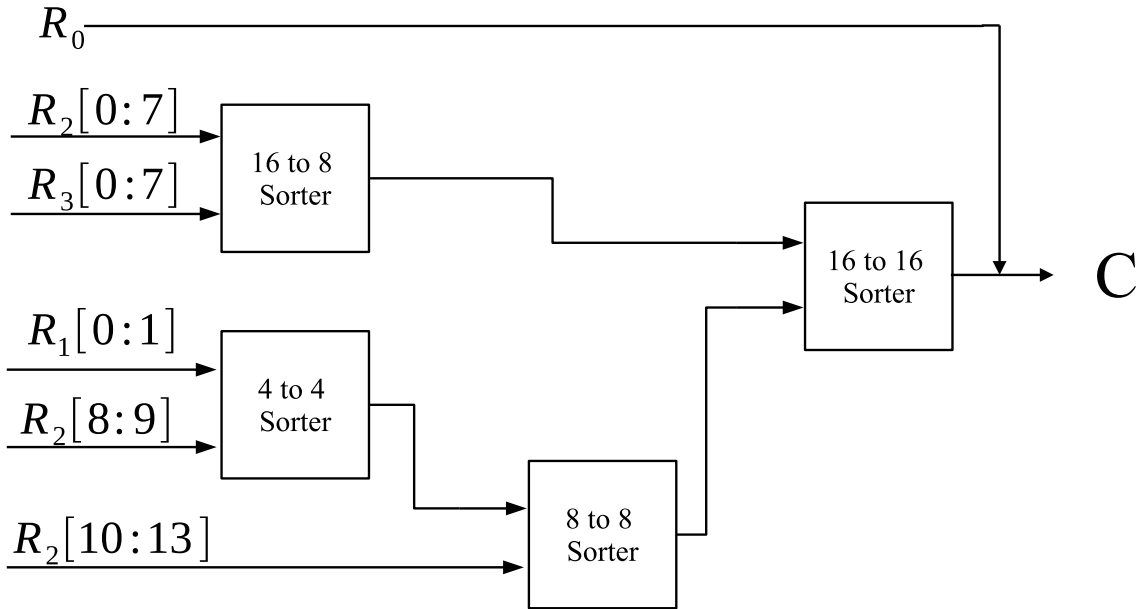 R0
R2[0:7]
R3[0:7]
16 to 8
Sorter
R1[0:1]
R2[8:9]
4 to 4
Sorter
R2[10:13]
8 to 8
Sorter
16 to 16
Sorter
C